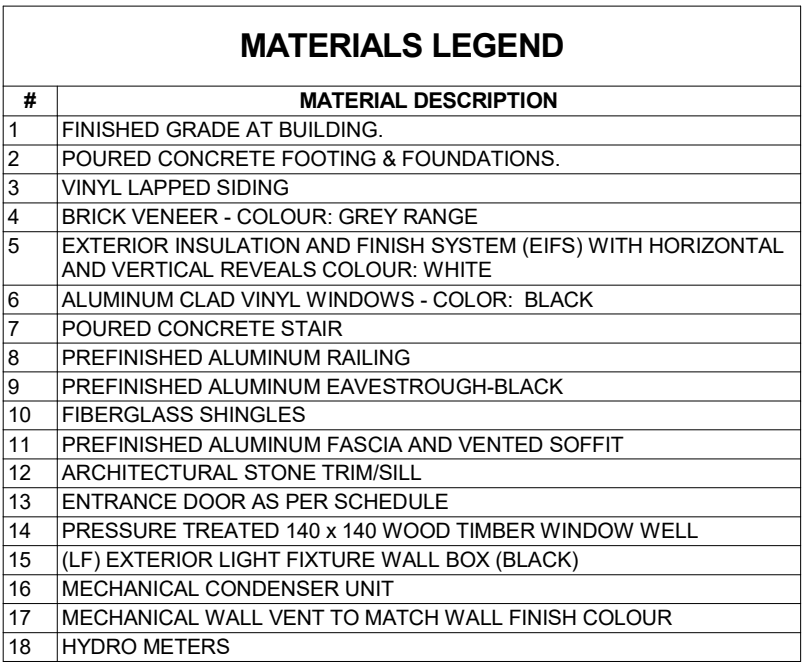 MATERIALS LEGEND
# MATERIAL DESCRIPTION
1 FINISHED GRADE AT BUILDING.
2 POURED CONCRETE FOOTING & FOUNDATIONS.
3 VINYL LAPPED SIDING
4 BRICK VENEER - COLOUR: GREY RANGE
5 EXTERIOR INSULATION AND FINISH SYSTEM (EIFS) WITH HORIZONTAL
AND VERTICAL REVEALS COLOUR: WHITE
6 ALUMINUM CLAD VINYL WINDOWS - COLOR: BLACK
7 POURED CONCRETE STAIR
8 PREFINISHED ALUMINUM RAILING
9 PREFINISHED ALUMINUM EAVESTROUGH-BLACK
10 FIBERGLASS SHINGLES
11 PREFINISHED ALUMINUM FASCIA AND VENTED SOFFIT
12 ARCHITECTURAL STONE TRIM/SILL
13 ENTRANCE DOOR AS PER SCHEDULE
14 PRESSURE TREATED 140 x 140 WOOD TIMBER WINDOW WELL
15 (LF) EXTERIOR LIGHT FIXTURE WALL BOX (BLACK)
16 MECHANICAL CONDENSER UNIT
17 MECHANICAL WALL VENT TO MATCH WALL FINISH COLOUR
18 HYDRO METERS